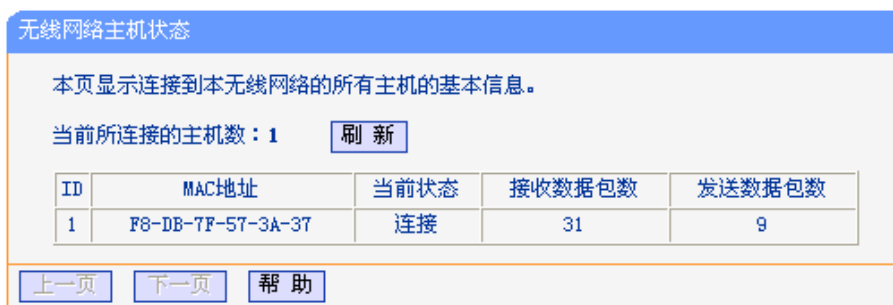 无线网络主机状态
本页显示连接到本无线网络的所有主机的基本信息。
当前所连接的主机数：1 刷 新
ID MAC地址 当前状态 接收数据包数 发送数据包数
1 F8-DB-7F-57-3A-37 连接 31 9
上一页 下一页 帮 助